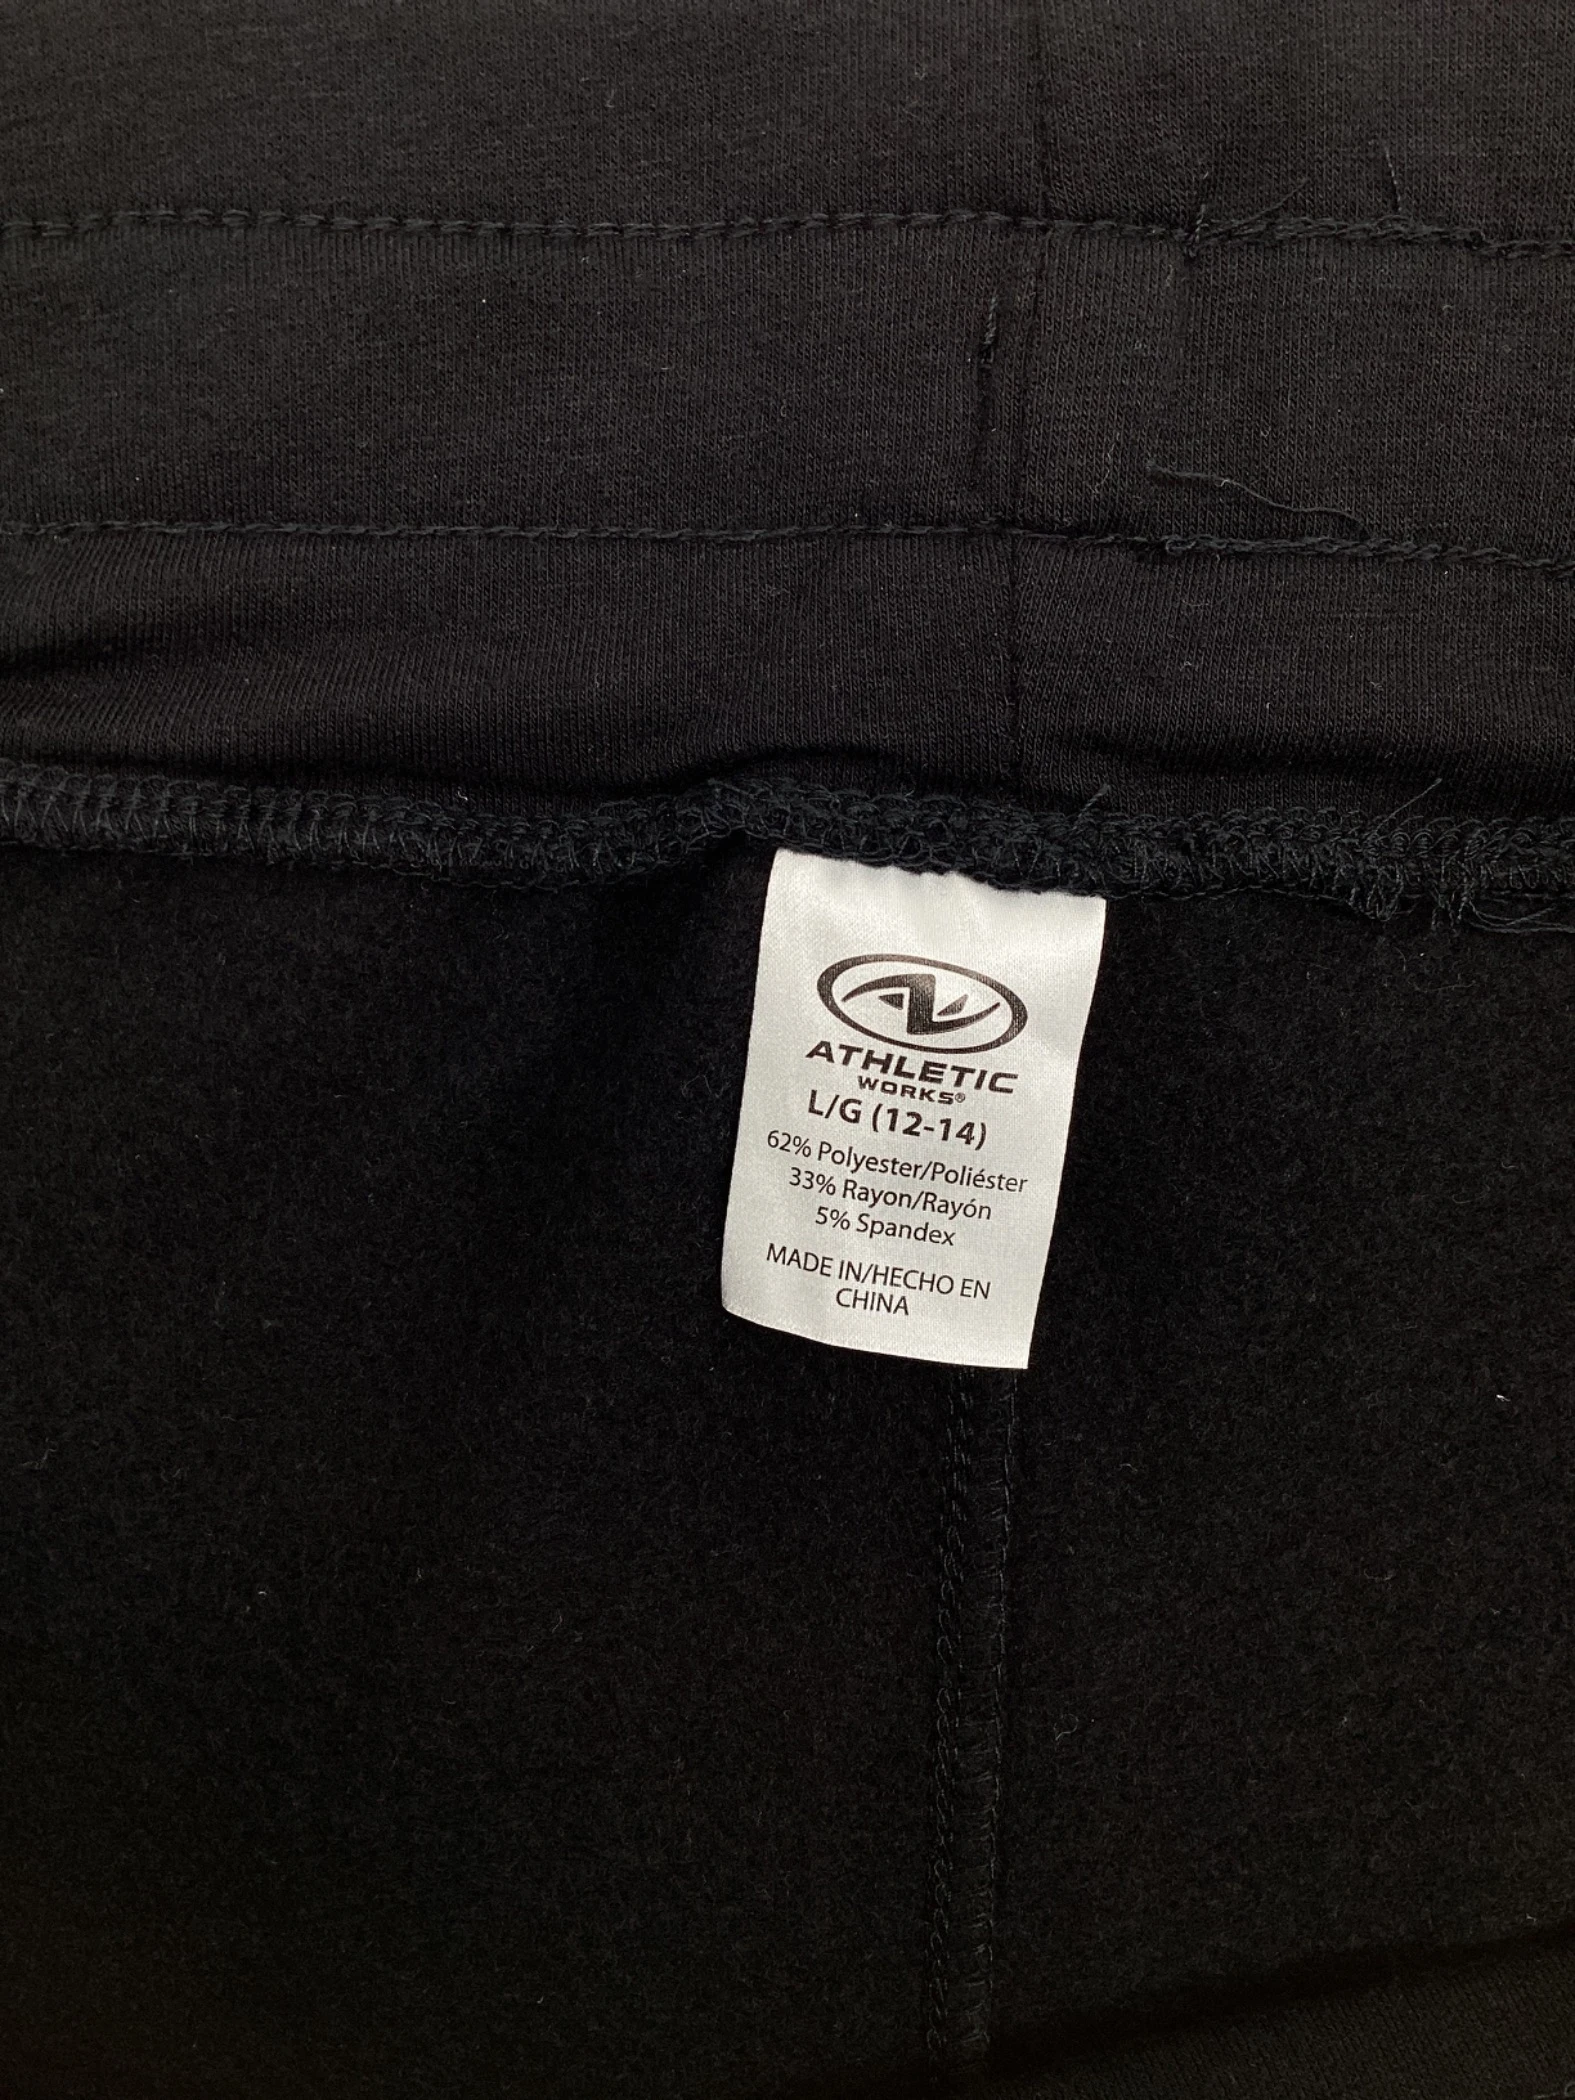 ATHLETIC
WORKS®
L/G (12-14)
62% Polyester/Poliéster
33% Rayon/Rayón
5% Spandex
MADE IN/HECHO EN
CHINA